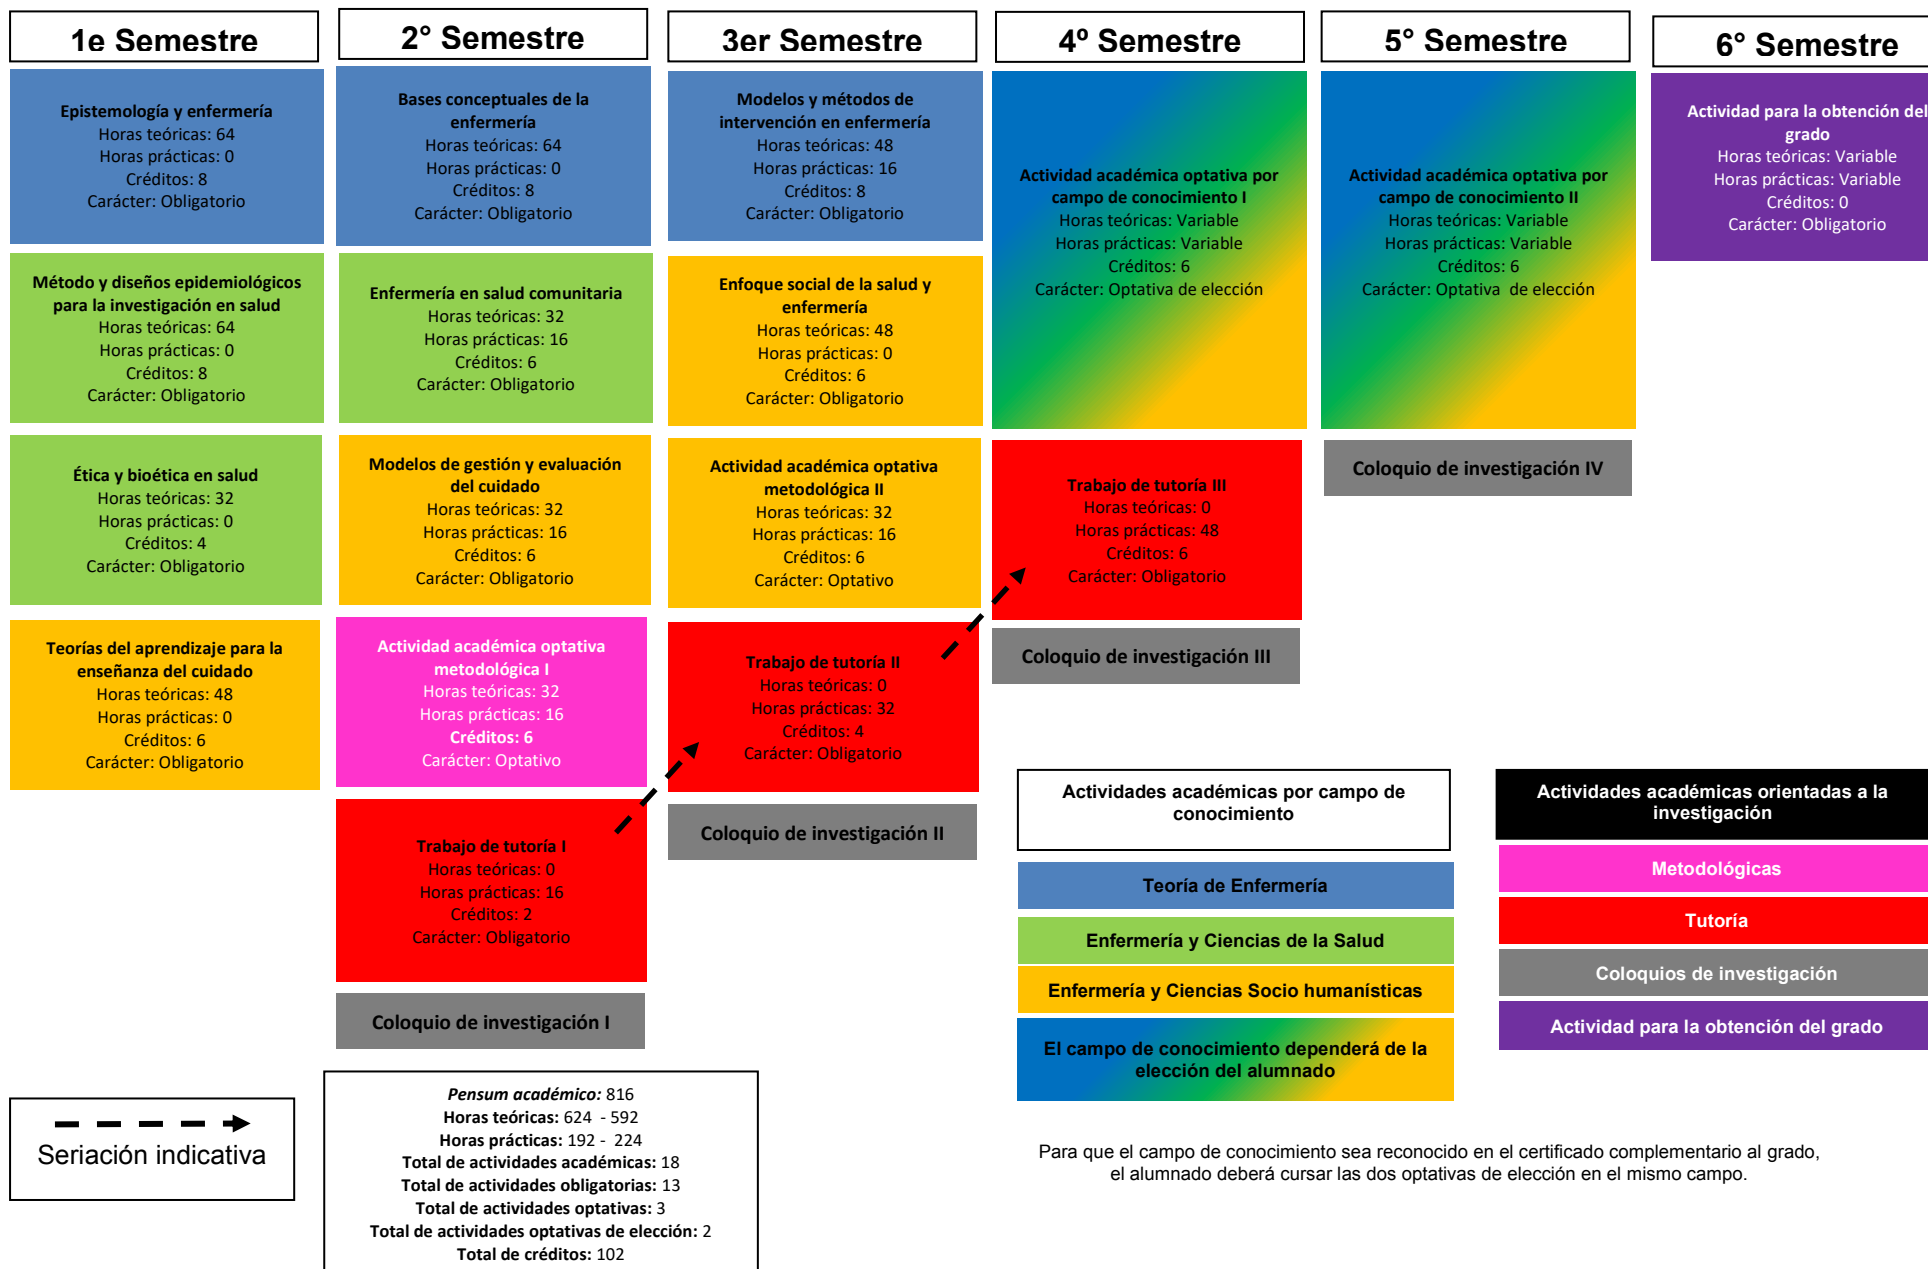 1e Semestre
Epistemología y enfermería
Horas teóricas: 64
Horas prácticas: 0
Créditos: 8
Carácter: Obligatorio
Método y diseños epidemiológicos
para la investigación en salud
Horas teóricas: 64
Horas prácticas: 0
Créditos: 8
Carácter: Obligatorio
Ética y bioética en salud
Horas teóricas: 32
Horas prácticas: 0
Créditos: 4
Carácter: Obligatorio
Teorías del aprendizaje para la
enseñanza del cuidado
Horas teóricas: 48
Horas prácticas: 0
Créditos: 6
Carácter: Obligatorio
2° Semestre
Bases conceptuales de la
enfermería
Horas teóricas: 64
Horas prácticas: 0
Créditos: 8
Carácter: Obligatorio
Enfermería en salud comunitaria
Horas teóricas: 32
Horas prácticas: 16
Créditos: 6
Carácter: Obligatorio
Modelos de gestión y evaluación
del cuidado
Horas teóricas: 32
Horas prácticas: 16
Créditos: 6
Carácter: Obligatorio
Actividad académica optativa
metodológica I
Horas teóricas: 32
Horas prácticas: 16
Créditos: 6
Carácter: Optativo
Trabajo de tutoría I
Horas teóricas: 0
Horas prácticas: 16
Créditos: 2
Carácter: Obligatorio
Coloquio de investigación I
3er Semestre
Modelos y métodos de
intervención en enfermería
Horas teóricas: 48
Horas prácticas: 16
Créditos: 8
Carácter: Obligatorio
Enfoque social de la salud y
enfermería
Horas teóricas: 48
Horas prácticas: 0
Créditos: 6
Carácter: Obligatorio
Actividad académica optativa
metodológica II
Horas teóricas: 32
Horas prácticas: 16
Créditos: 6
Carácter: Optativo
Trabajo de tutoría II
Horas teóricas: 0
Horas prácticas: 32
Créditos: 4
Carácter: Obligatorio
Coloquio de investigación II
4º Semestre
Actividad académica optativa por
campo de conocimiento I
Horas teóricas: Variable
Horas prácticas: Variable
Créditos: 6
Carácter: Optativa de elección
Trabajo de tutoría III
Horas teóricas: 0
Horas prácticas: 48
Créditos: 6
Carácter: Obligatorio
Coloquio de investigación III
5° Semestre
Actividad académica optativa por
campo de conocimiento II
Horas teóricas: Variable
Horas prácticas: Variable
Créditos: 6
Carácter: Optativa de elección
Coloquio de investigación IV
6° Semestre
Actividad para la obtención del
grado
Horas teóricas: Variable
Horas prácticas: Variable
Créditos: 0
Carácter: Obligatorio
Actividades académicas por campo de
conocimiento
Teoría de Enfermería
Enfermería y Ciencias de la Salud
Enfermería y Ciencias Socio humanísticas
El campo de conocimiento dependerá de la
elección del alumnado
Actividades académicas orientadas a la
investigación
Metodológicas
Tutoría
Coloquios de investigación
Actividad para la obtención del grado
Seriación indicativa
Pensum académico: 816
Horas teóricas: 624 - 592
Horas prácticas: 192 - 224
Total de actividades académicas: 18
Total de actividades obligatorias: 13
Total de actividades optativas: 3
Total de actividades optativas de elección: 2
Total de créditos: 102
Para que el campo de conocimiento sea reconocido en el certificado complementario al grado,
el alumnado deberá cursar las dos optativas de elección en el mismo campo.